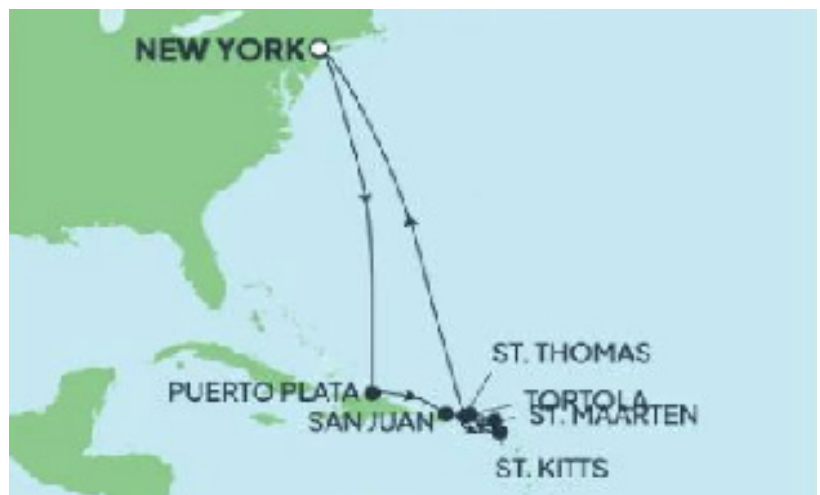 NEW YORK
ST. THOMAS
PUERTO PLATA
TORTOLA
SAN JUAN
ST. MAARTEN
ST. KITTS